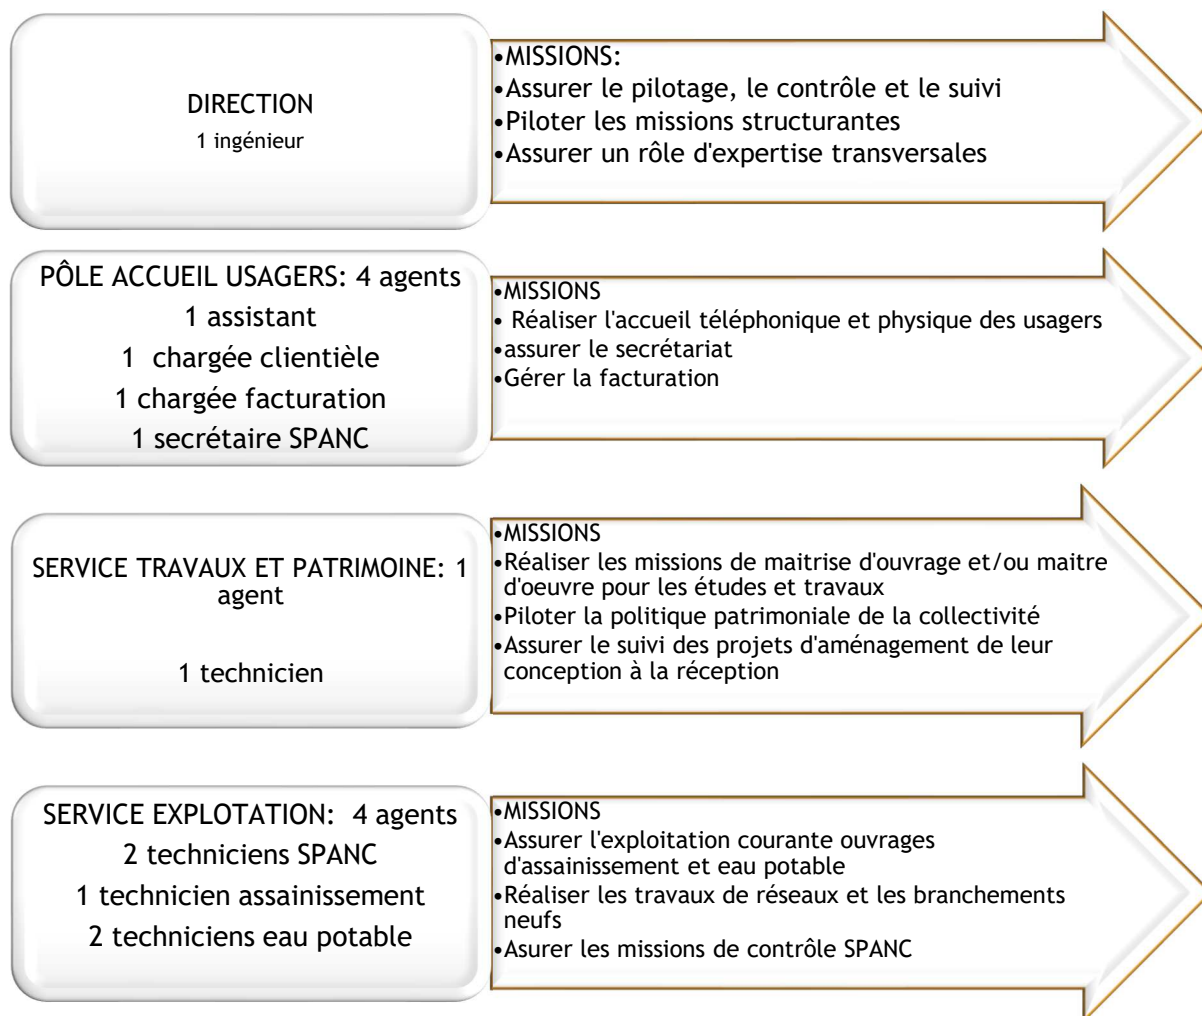 DIRECTION
1 ingénieur
•MISSIONS:
•Assurer le pilotage, le contrôle et le suivi
•Piloter les missions structurantes
•Assurer un rôle d'expertise transversales
PÔLE ACCUEIL USAGERS: 4 agents
1 assistant
1 chargée clientèle
1 chargée facturation
1 secrétaire SPANC
•MISSIONS
• Réaliser l'accueil téléphonique et physique des usagers
•assurer le secrétariat
•Gérer la facturation
SERVICE TRAVAUX ET PATRIMOINE: 1
agent
1 technicien
•MISSIONS
•Réaliser les missions de maitrise d'ouvrage et/ou maitre
d'oeuvre pour les études et travaux
•Piloter la politique patrimoniale de la collectivité
•Assurer le suivi des projets d'aménagement de leur
conception à la réception
SERVICE EXPLOTATION: 4 agents
2 techniciens SPANC
1 technicien assainissement
2 techniciens eau potable
•MISSIONS
•Assurer l'exploitation courante ouvrages
d'assainissement et eau potable
•Réaliser les travaux de réseaux et les branchements
neufs
•Asurer les missions de contrôle SPANC